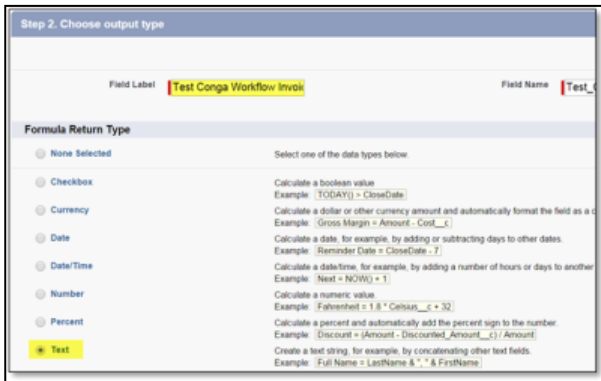 Step 2. Choose output type
Field Label Test Conga Workflow Invoic Field Name Test_
Formula Return Type
None Selected Select one of the data types below.
Checkbox Calculate a boolean value
Example: TODAY() > CloseDate
Currency Calculate a dollar or other currency amount and automatically format the field as a
Example: Gross Margin = Amount - Cost__c
Date Calculate a date, for example, by adding or subtracting days to other dates.
Example: Reminder Date = CloseDate - 7
Date/Time Calculate a date/time, for example, by adding a number of hours or days to another
Example: Next = NOW() + 1
Number Calculate a numeric value.
Example: Fahrenheit = 1.8 * Celsius__c + 32
Percent Calculate a percent and automatically add the percent sign to the number.
Example: Discount = (Amount - Discounted_Amount__c) / Amount
Text Create a text string, for example, by concatenating other text fields.
Example: Full Name = LastName & ", " & FirstName